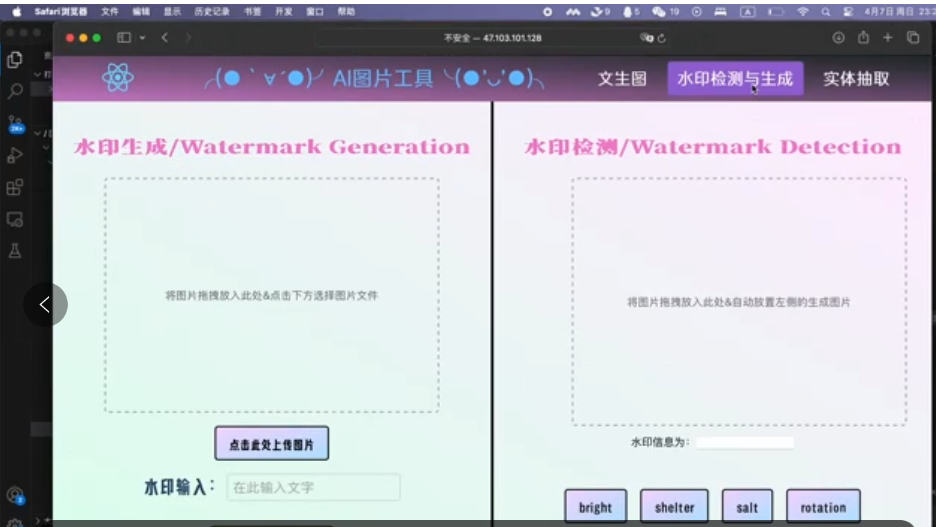 Safari浏览器 文件 编辑 显示 历史记录 书签 开发 窗口 帮助 9 5 19 A 4月7日 周日 23:2
不安全 — 47.103.101.128
╭(●｀∀´●)╯ AI图片工具 ╰(●'◡'●)╮ 文生图 水印检测与生成 实体抽取
水印生成/Watermark Generation
水印检测/Watermark Detection
将图片拖拽放入此处&点击下方选择图片文件
将图片拖拽放入此处&自动放置左侧的生成图片
点击此处上传图片
水印信息为:
水印输入: 在此输入文字
bright shelter salt rotation